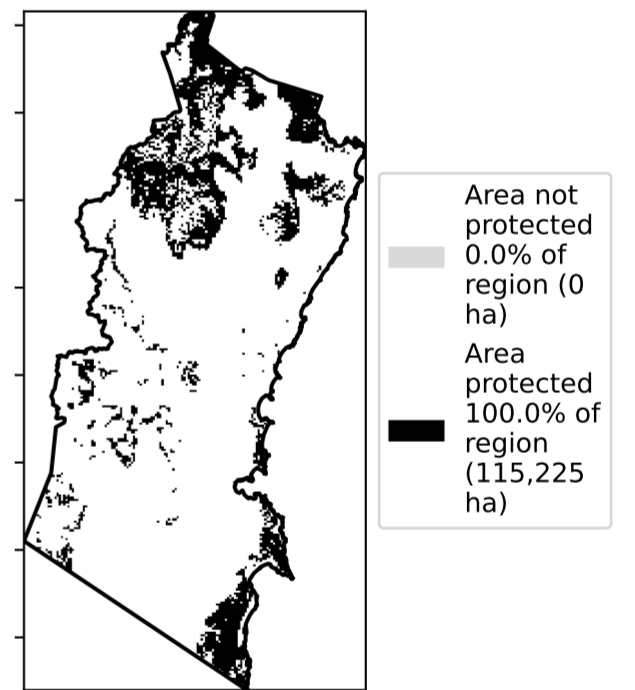 Area not
protected
0.0% of
region (0
ha)
Area
protected
100.0% of
region
(115,225
ha)